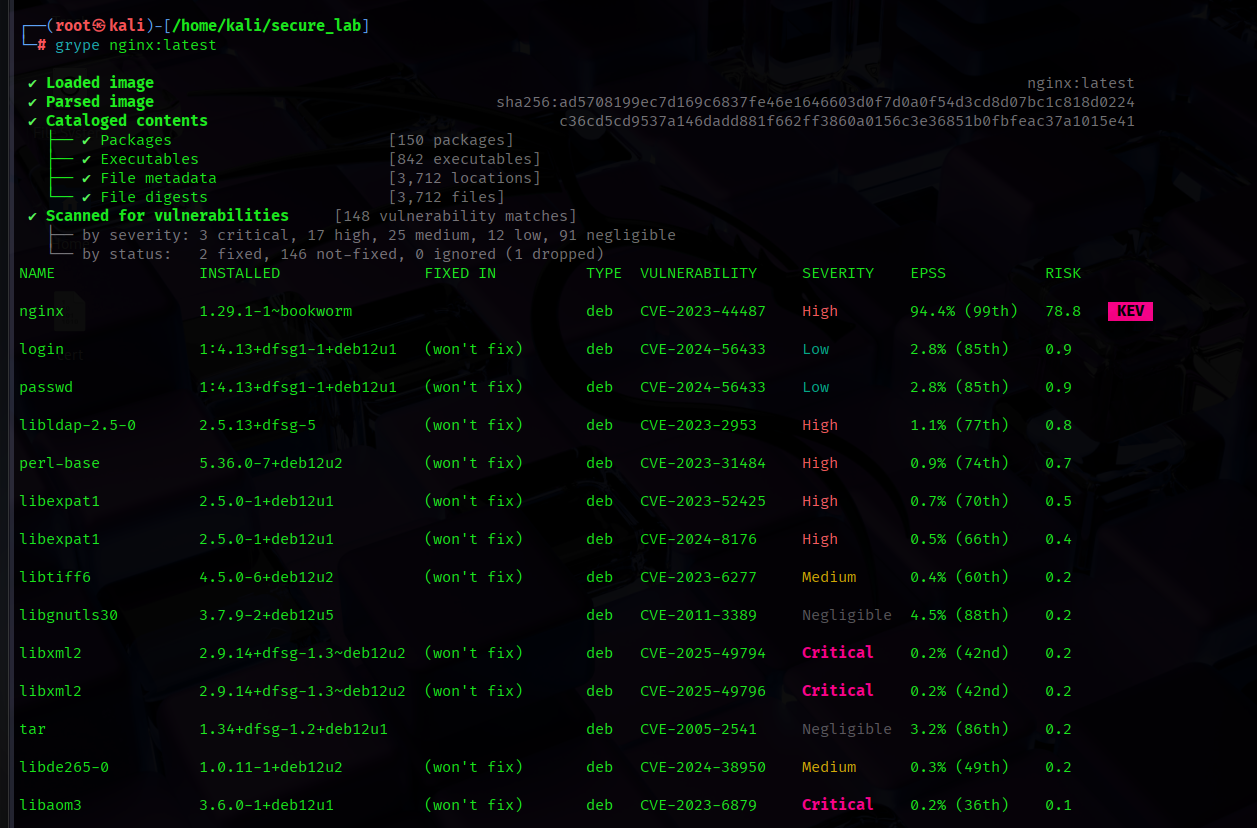 ┌──(root㉿kali)-[/home/kali/secure_lab]
└─# grype nginx:latest
✔ Loaded image nginx:latest
✔ Parsed image sha256:ad5708199ec7d169c6837fe46e1646603d0f7d0a0f54d3cd8d07bc1c818d0224
✔ Cataloged contents c36cd5cd9537a146dadd881f662ff3860a0156c3e36851b0fbfeac37a1015e41
├── ✔ Packages [150 packages]
├── ✔ Executables [842 executables]
├── ✔ File metadata [3,712 locations]
└── ✔ File digests [3,712 files]
✔ Scanned for vulnerabilities [148 vulnerability matches]
├── by severity: 3 critical, 17 high, 25 medium, 12 low, 91 negligible
└── by status: 2 fixed, 146 not-fixed, 0 ignored (1 dropped)
NAME INSTALLED FIXED IN TYPE VULNERABILITY SEVERITY EPSS RISK
nginx 1.29.1-1~bookworm deb CVE-2023-44487 High 94.4% (99th) 78.8 KEV
login 1:4.13+dfsg1-1+deb12u1 (won't fix) deb CVE-2024-56433 Low 2.8% (85th) 0.9
passwd 1:4.13+dfsg1-1+deb12u1 (won't fix) deb CVE-2024-56433 Low 2.8% (85th) 0.9
libldap-2.5-0 2.5.13+dfsg-5 (won't fix) deb CVE-2023-2953 High 1.1% (77th) 0.8
perl-base 5.36.0-7+deb12u2 (won't fix) deb CVE-2023-31484 High 0.9% (74th) 0.7
libexpat1 2.5.0-1+deb12u1 (won't fix) deb CVE-2023-52425 High 0.7% (70th) 0.5
libexpat1 2.5.0-1+deb12u1 (won't fix) deb CVE-2024-8176 High 0.5% (66th) 0.4
libtiff6 4.5.0-6+deb12u2 (won't fix) deb CVE-2023-6277 Medium 0.4% (60th) 0.2
libgnutls30 3.7.9-2+deb12u5 deb CVE-2011-3389 Negligible 4.5% (88th) 0.2
libxml2 2.9.14+dfsg-1.3~deb12u2 (won't fix) deb CVE-2025-49794 Critical 0.2% (42nd) 0.2
libxml2 2.9.14+dfsg-1.3~deb12u2 (won't fix) deb CVE-2025-49796 Critical 0.2% (42nd) 0.2
tar 1.34+dfsg-1.2+deb12u1 deb CVE-2005-2541 Negligible 3.2% (86th) 0.2
libde265-0 1.0.11-1+deb12u2 (won't fix) deb CVE-2024-38950 Medium 0.3% (49th) 0.2
libaom3 3.6.0-1+deb12u1 (won't fix) deb CVE-2023-6879 Critical 0.2% (36th) 0.1